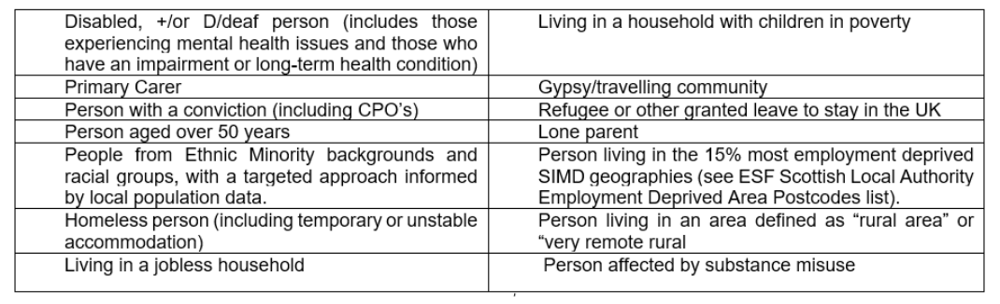 Disabled, +/or D/deaf person (includes those
experiencing mental health issues and those who
have an impairment or long-term health condition)
Living in a household with children in poverty
Primary Carer
Gypsy/travelling community
Person with a conviction (including CPO’s)
Refugee or other granted leave to stay in the UK
Person aged over 50 years
Lone parent
People from Ethnic Minority backgrounds and
racial groups, with a targeted approach informed
by local population data.
Person living in the 15% most employment deprived
SIMD geographies (see ESF Scottish Local Authority
Employment Deprived Area Postcodes list).
Homeless person (including temporary or unstable
accommodation)
Person living in an area defined as “rural area” or
“very remote rural
Living in a jobless household
Person affected by substance misuse